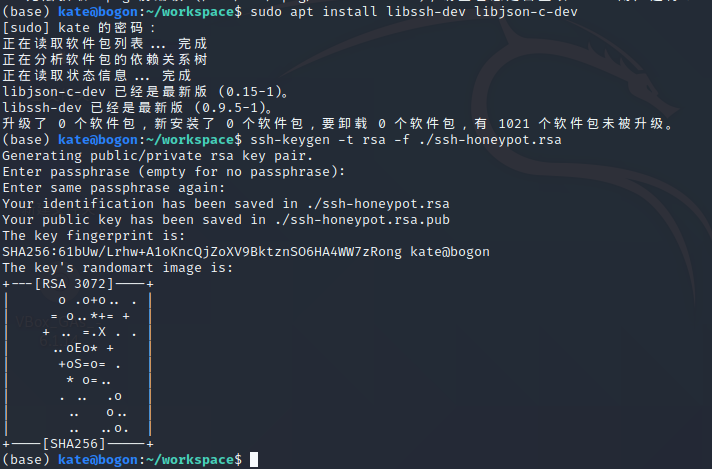 (base) kate@bogon:~/workspace$ sudo apt install libssh-dev libjson-c-dev
[sudo] kate 的密码：
正在读取软件包列表... 完成
正在分析软件包的依赖关系树
正在读取状态信息... 完成
libjson-c-dev 已经是最新版 (0.15-1)。
libssh-dev 已经是最新版 (0.9.5-1)。
升级了 0 个软件包，新安装了 0 个软件包，要卸载 0 个软件包，有 1021 个软件包未被升级。
(base) kate@bogon:~/workspace$ ssh-keygen -t rsa -f ./ssh-honeypot.rsa
Generating public/private rsa key pair.
Enter passphrase (empty for no passphrase):
Enter same passphrase again:
Your identification has been saved in ./ssh-honeypot.rsa
Your public key has been saved in ./ssh-honeypot.rsa.pub
The key fingerprint is:
SHA256:61bUw/Lrhw+A1oKncQjZoXV9BktznSO6HA4WW7zRong kate@bogon
The key's randomart image is:
+---[RSA 3072]----+
|      o .o+o.. . |
|     = o..*+= +  |
|    + .. =.X . . |
|     ..oEo* +    |
|      +oS=o= .   |
|       * o=..    |
|      . ..  .o   |
|       ..   o..  |
|       ..  ..o.  |
+----[SHA256]-----+
(base) kate@bogon:~/workspace$